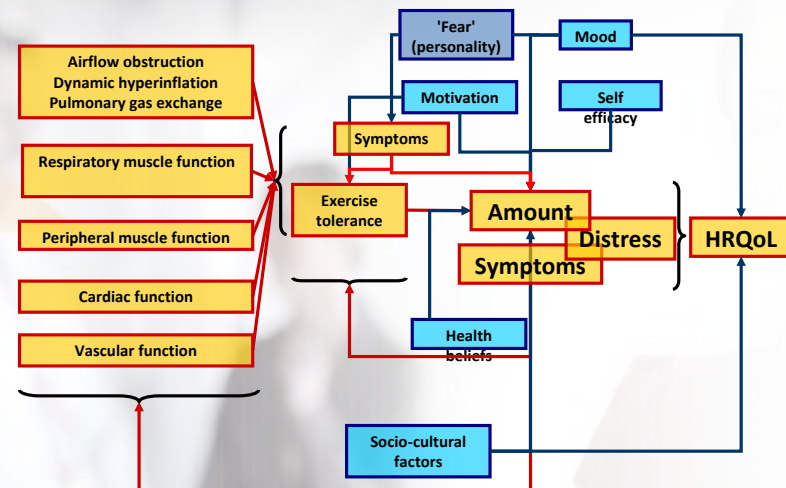 Airflow obstruction
Dynamic hyperinflation
Pulmonary gas exchange
Respiratory muscle function
Peripheral muscle function
Cardiac function
Vascular function
'Fear'
(personality)
Mood
Motivation
Self
efficacy
Symptoms
Exercise
tolerance
Amount
Distress
Symptoms
HRQoL
Health
beliefs
Socio-cultural
factors